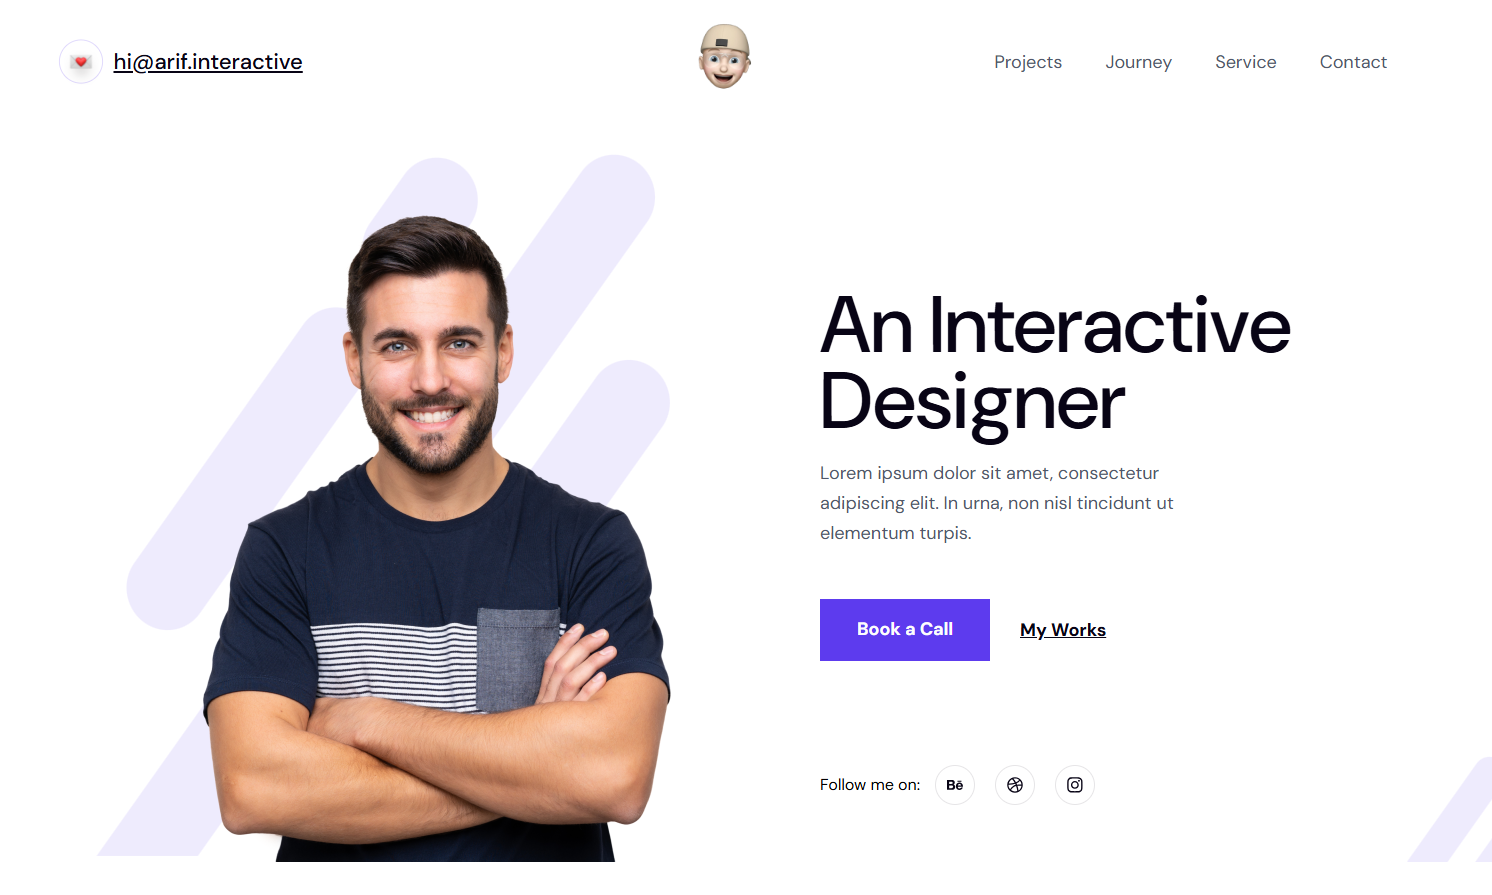 hi@arif.interactive
Projects Journey Service Contact
An Interactive
Designer
Lorem ipsum dolor sit amet, consectetur
adipiscing elit. In urna, non nisl tincidunt ut
elementum turpis.
Book a Call My Works
Follow me on: Bē